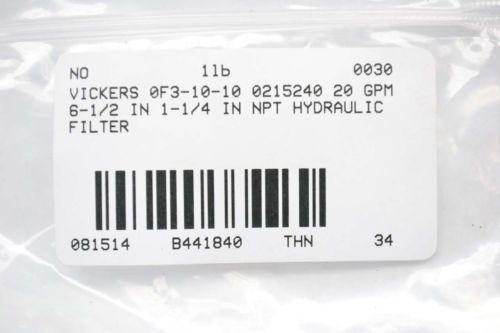 NO 1lb 0030
VICKERS 0F3-10-10 0215240 20 GPM
6-1/2 IN 1-1/4 IN NPT HYDRAULIC
FILTER
081514 B441840 THN 34